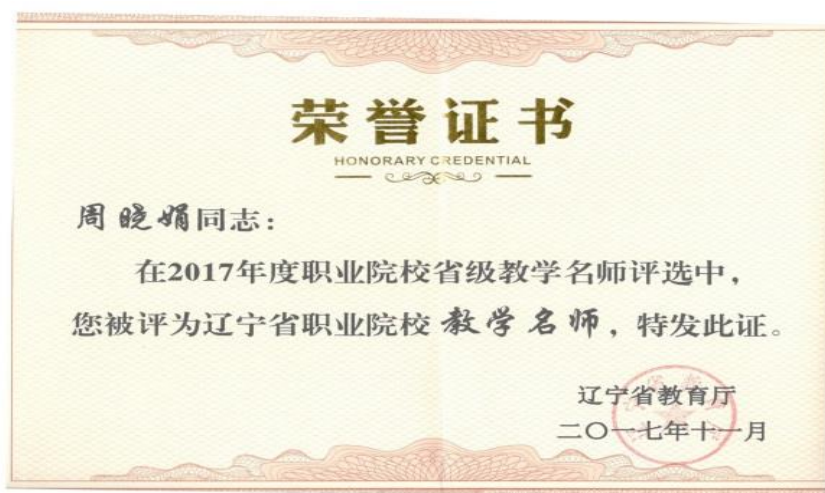 荣誉证书
HONORARY CREDENTIAL
周晓娟同志：
在2017年度职业院校省级教学名师评选中，
您被评为辽宁省职业院校 教学名师，特发此证。
辽宁省教育厅
二〇一七年十一月